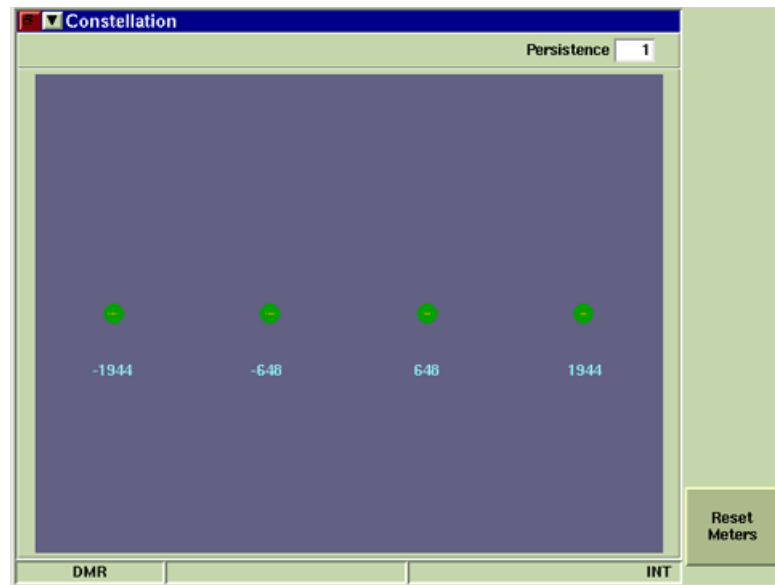 Constellation
Persistence 1
-1944 -648 648 1944
Reset
Meters
DMR INT